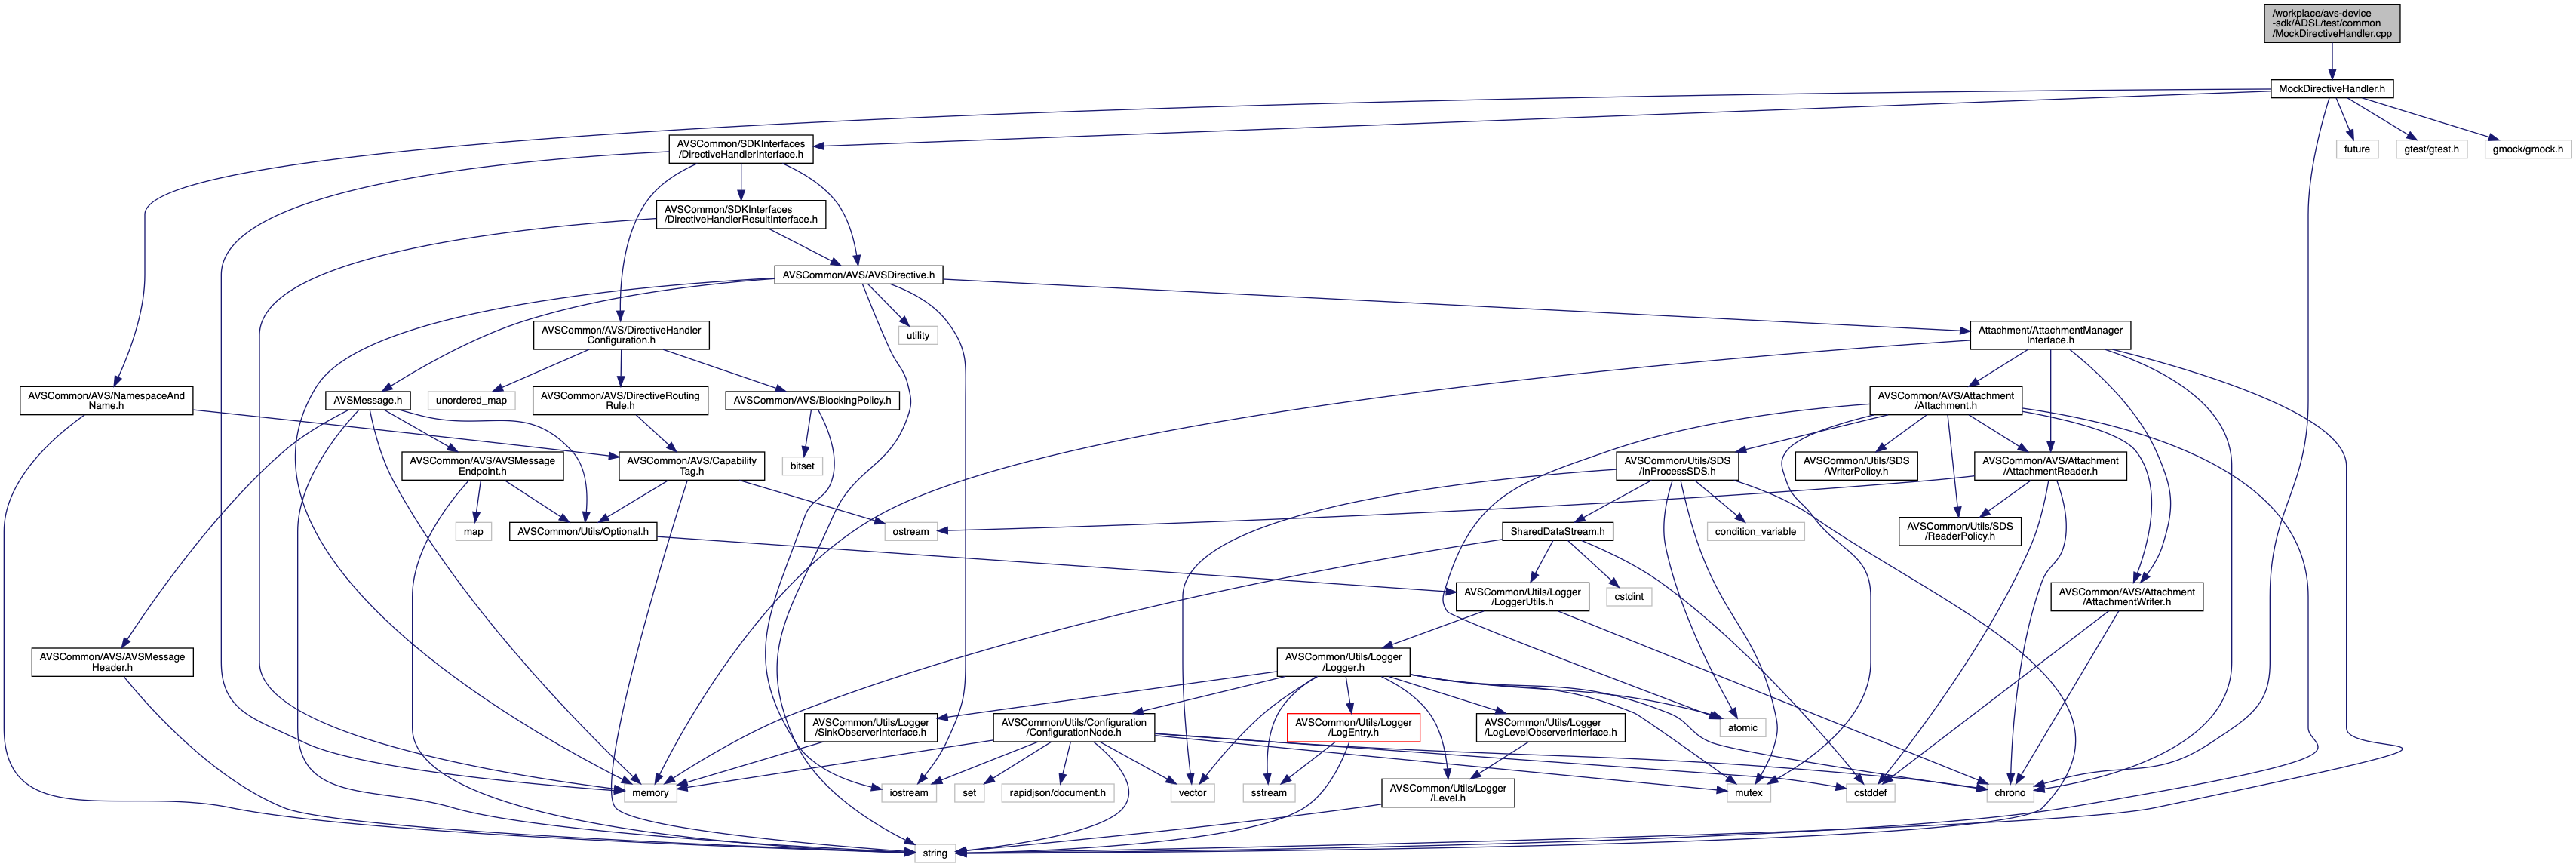 /workplace/avs-device
-sdk/ADSL/test/common
/MockDirectiveHandler.cpp
MockDirectiveHandler.h
AVSCommon/SDKInterfaces
/DirectiveHandlerInterface.h
future
gtest/gtest.h
gmock/gmock.h
AVSCommon/SDKInterfaces
/DirectiveHandlerResultInterface.h
AVSCommon/AVS/AVSDirective.h
AVSCommon/AVS/DirectiveHandler
Configuration.h
utility
Attachment/AttachmentManager
Interface.h
AVSCommon/AVS/NamespaceAnd
Name.h
AVSMessage.h
unordered_map
AVSCommon/AVS/DirectiveRouting
Rule.h
AVSCommon/AVS/BlockingPolicy.h
AVSCommon/AVS/Attachment
/Attachment.h
AVSCommon/AVS/AVSMessage
Endpoint.h
AVSCommon/AVS/Capability
Tag.h
bitset
AVSCommon/Utils/SDS
/InProcessSDS.h
AVSCommon/Utils/SDS
/WriterPolicy.h
AVSCommon/AVS/Attachment
/AttachmentReader.h
map
AVSCommon/Utils/Optional.h
ostream
SharedDataStream.h
condition_variable
AVSCommon/Utils/SDS
/ReaderPolicy.h
AVSCommon/Utils/Logger
/LoggerUtils.h
cstdint
AVSCommon/AVS/Attachment
/AttachmentWriter.h
AVSCommon/AVS/AVSMessage
Header.h
AVSCommon/Utils/Logger
/Logger.h
AVSCommon/Utils/Logger
/SinkObserverInterface.h
AVSCommon/Utils/Configuration
/ConfigurationNode.h
AVSCommon/Utils/Logger
/LogEntry.h
AVSCommon/Utils/Logger
/LogLevelObserverInterface.h
atomic
memory
iostream
set
rapidjson/document.h
vector
sstream
AVSCommon/Utils/Logger
/Level.h
mutex
cstddef
chrono
string